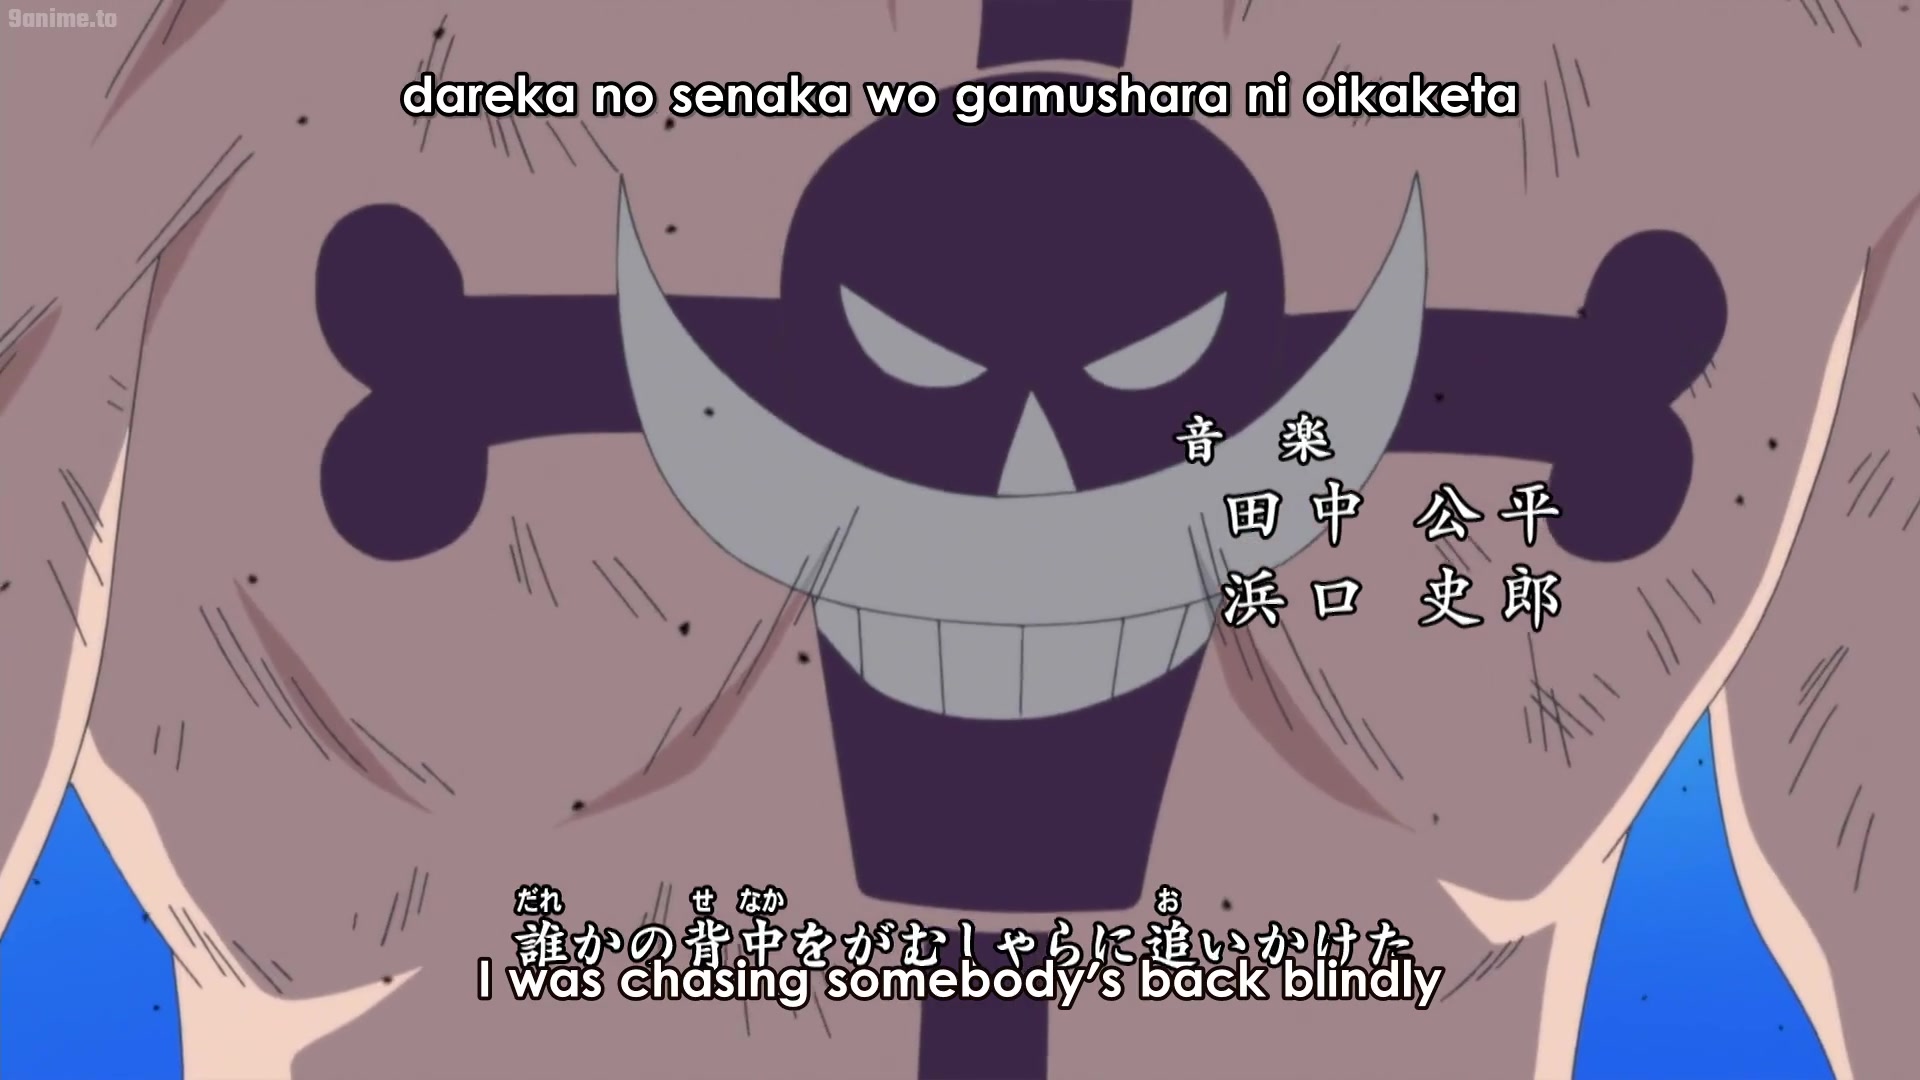 9anime.to
dareka no senaka wo gamushara ni oikaketa
音 楽
田中 公平
浜口 史郎
だれ せ なか お
誰かの背中をがむしゃらに追いかけた
I was chasing somebody's back blindly